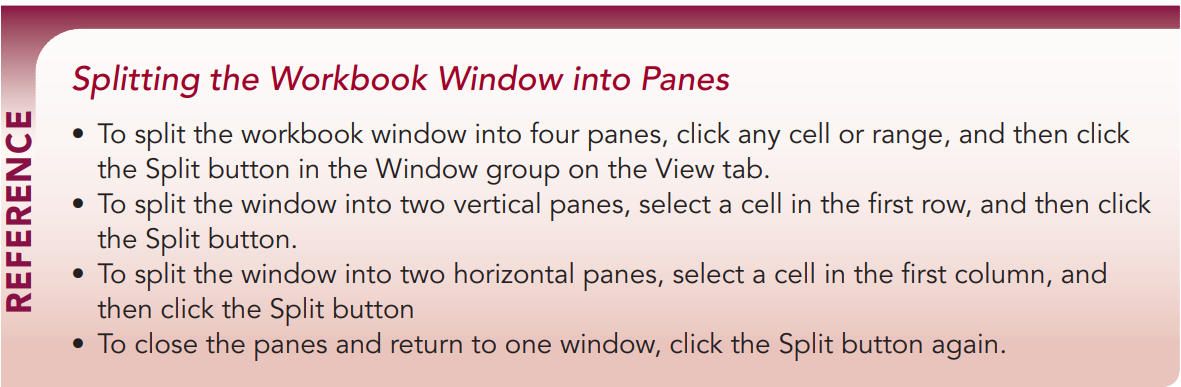 REFERENCE
Splitting the Workbook Window into Panes
• To split the workbook window into four panes, click any cell or range, and then click
the Split button in the Window group on the View tab.
• To split the window into two vertical panes, select a cell in the first row, and then click
the Split button.
• To split the window into two horizontal panes, select a cell in the first column, and
then click the Split button
• To close the panes and return to one window, click the Split button again.